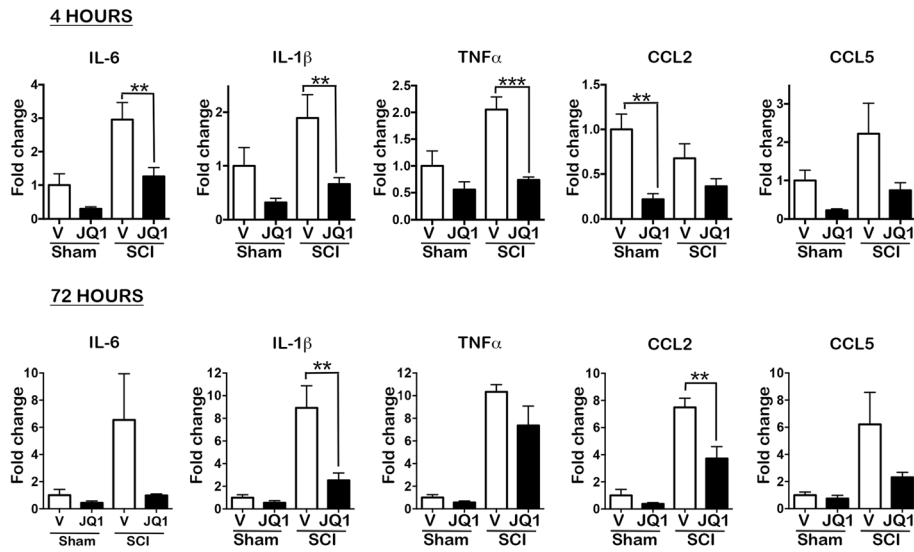 4 HOURS
IL-6
IL-1β
TNFα
CCL2
CCL5
Fold change
4
3
2
1
0
**
V JQ1 V JQ1
Sham SCI
Fold change
2
1
0
**
V JQ1 V JQ1
Sham SCI
Fold change
2.5
2.0
1.5
1.0
0.5
0.0
***
V JQ1 V JQ1
Sham SCI
Fold change
1.5
1.0
0.5
0.0
**
V JQ1 V JQ1
Sham SCI
Fold change
3
2
1
0
V JQ1 V JQ1
Sham SCI
72 HOURS
IL-6
IL-1β
TNFα
CCL2
CCL5
Fold change
10
8
6
4
2
0
V JQ1 V JQ1
Sham SCI
Fold change
12
10
8
6
4
2
0
**
V JQ1 V JQ1
Sham SCI
Fold change
12
10
8
6
4
2
0
V JQ1 V JQ1
Sham SCI
Fold change
10
8
6
4
2
0
**
V JQ1 V JQ1
Sham SCI
Fold change
10
8
6
4
2
0
V JQ1 V JQ1
Sham SCI